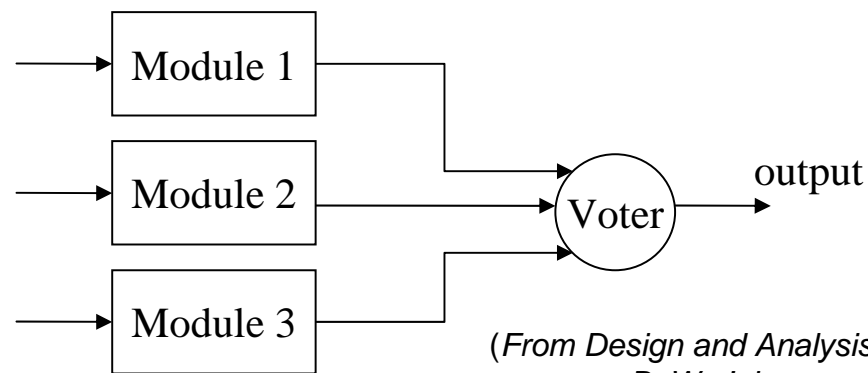 Module 1
Module 2
Module 3
Voter
output
(From Design and Analysis